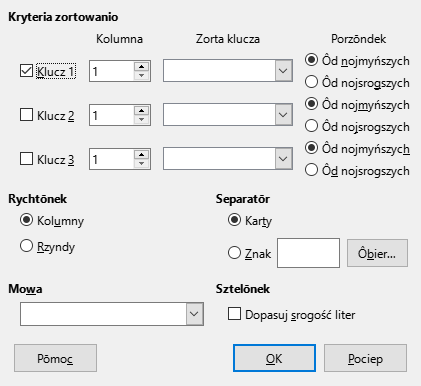 Kryteria zortowanio
Kolumna Zorta klucza Porzōndek
Klucz 1 1 Ôd nojmyńszych
Ôd nojsrogszych
Klucz 2 1 Ôd nojmyńszych
Ôd nojsrogszych
Klucz 3 1 Ôd nojmyńszych
Ôd nojsrogszych
Rychtōnek Separatōr
Kolumny Karty
Rzyndy Znak Ôbier...
Mowa Sztelōnek
Dopasuj srogość liter
Pōmoc OK Pociep